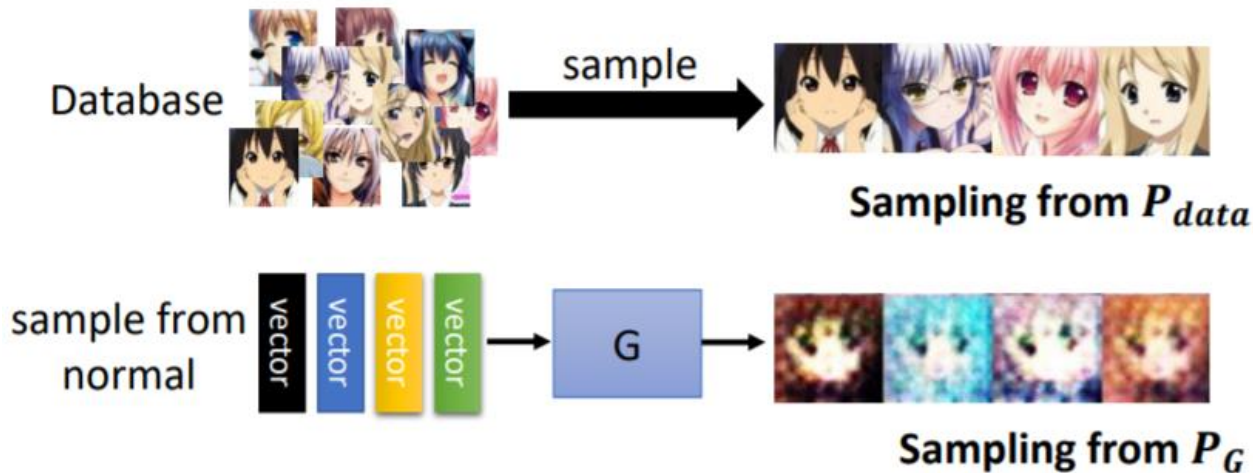 Database
sample
Sampling from P_data
sample from
normal
vector
vector
vector
vector
G
Sampling from P_G